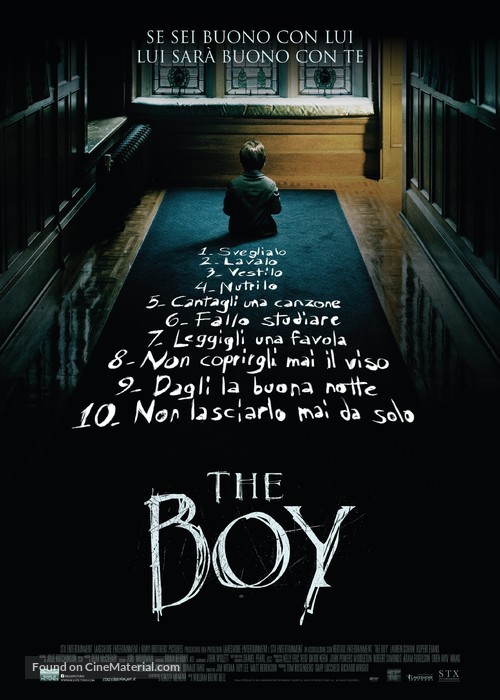 SE SEI BUONO CON LUI
LUI SARÀ BUONO CON TE
1- Sveglialo
2- Lavalo
3- Vestilo
4- Nutrilo
5- Cantagli una canzone
6- Fallo studiare
7- Leggigli una favola
8- Non coprirgli mai il viso
9- Dagli la buona notte
10- Non lasciarlo mai da solo
THE
BOY
STX
Found on CineMaterial.com